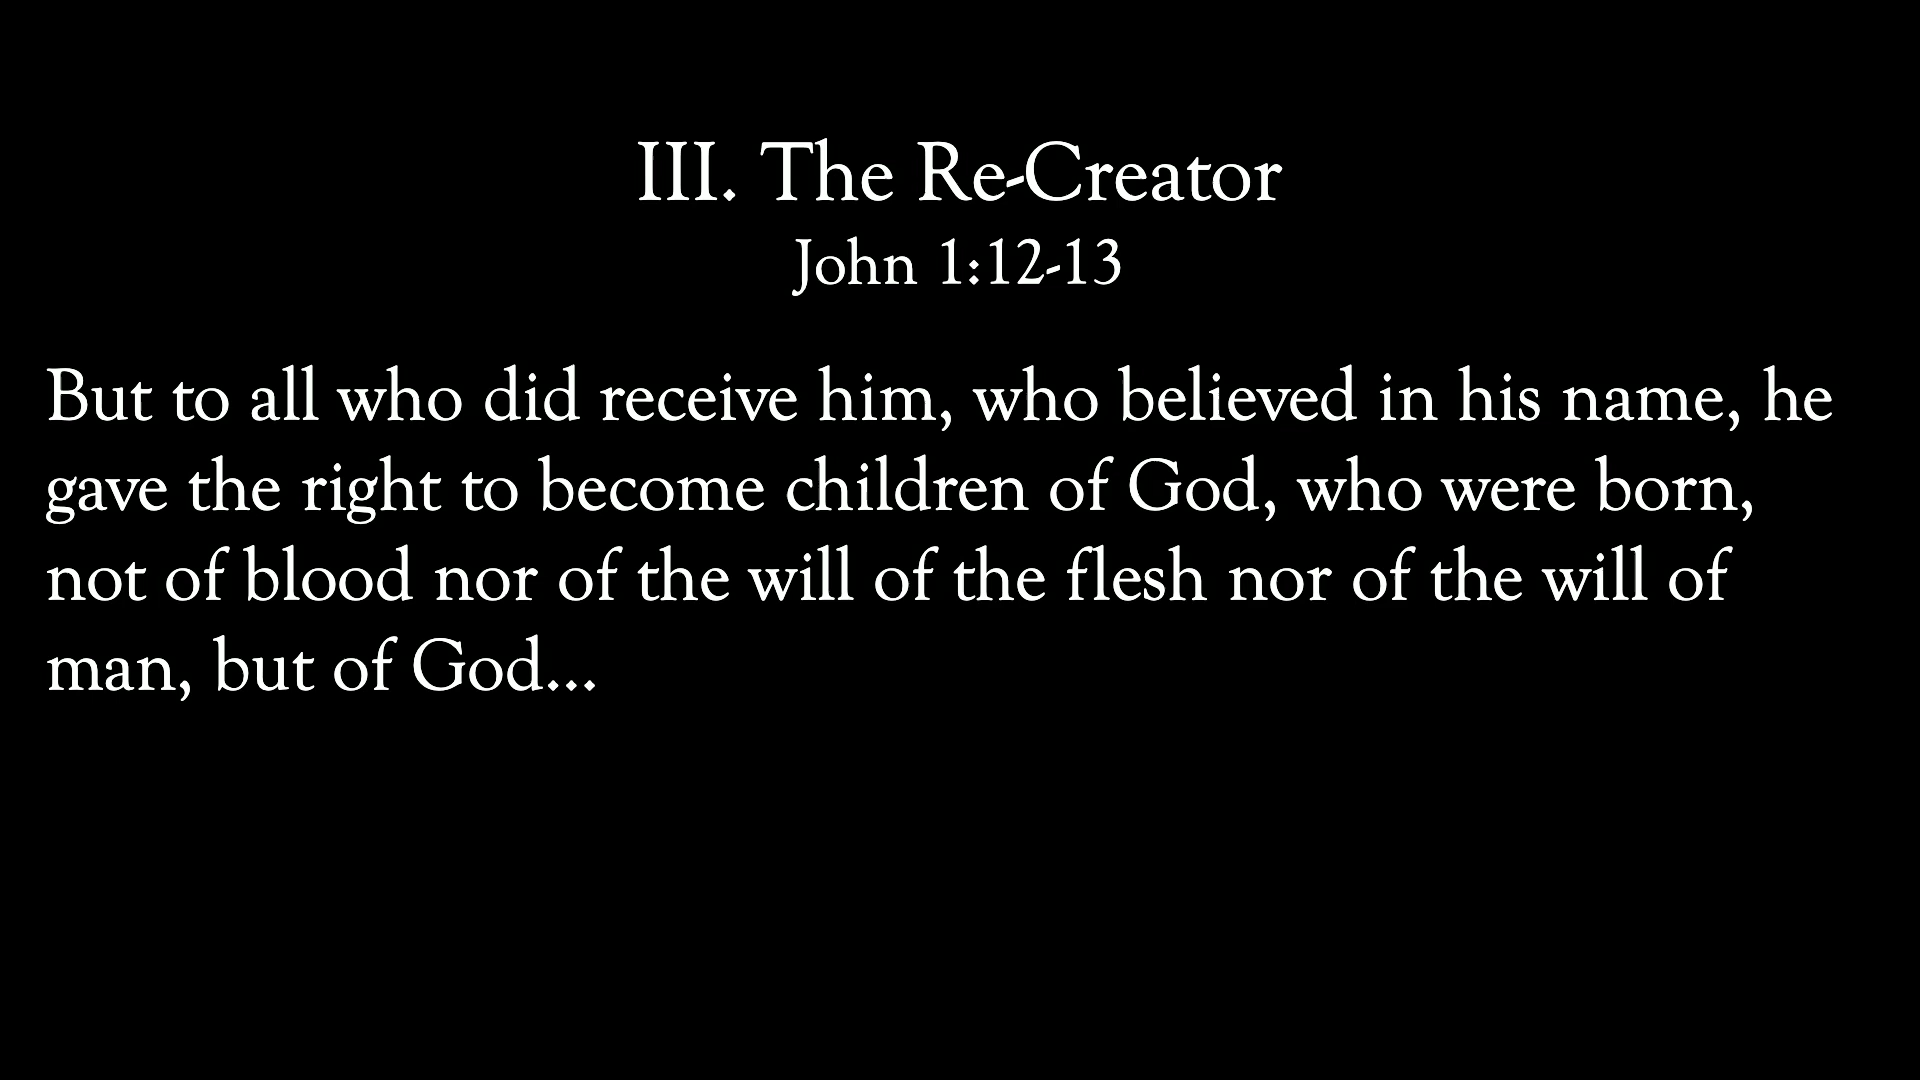 III. The Re-Creator
John 1:12-13
But to all who did receive him, who believed in his name, he
gave the right to become children of God, who were born,
not of blood nor of the will of the flesh nor of the will of
man, but of God...